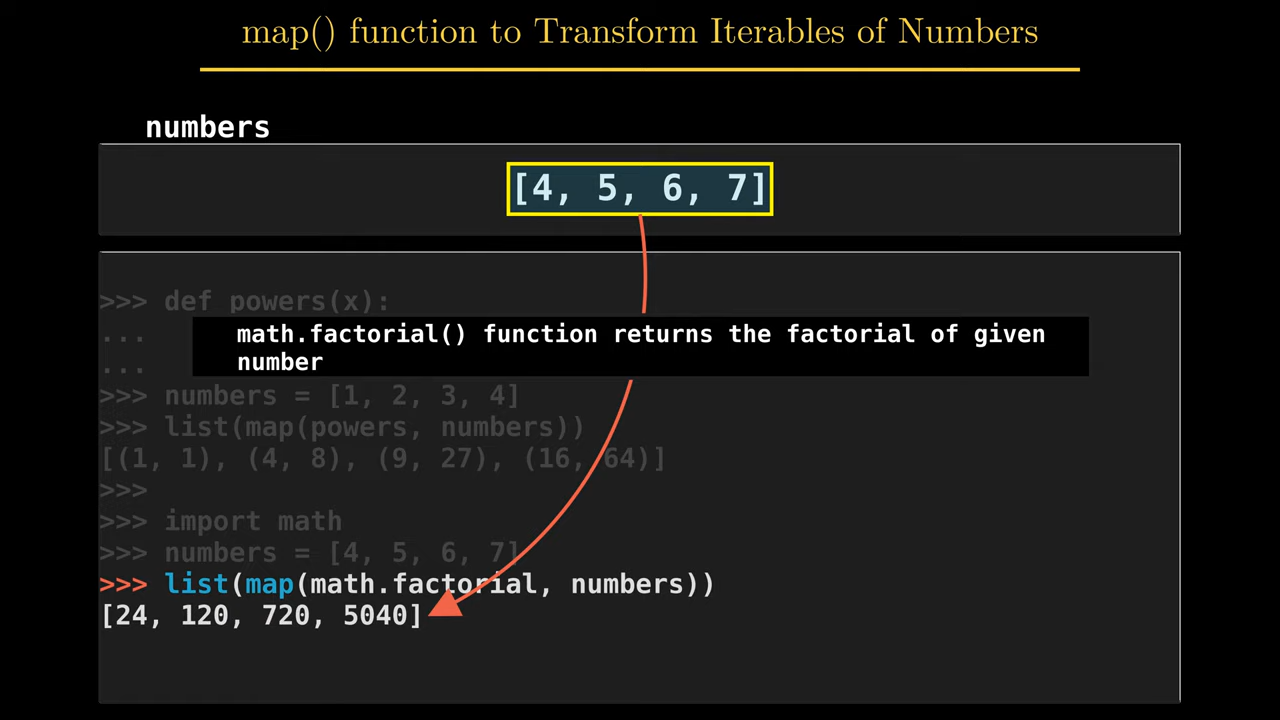 map() function to Transform Iterables of Numbers
numbers
[4, 5, 6, 7]
>>> def powers(x):
...
math.factorial() function returns the factorial of given
number
...
>>> numbers = [1, 2, 3, 4]
>>> list(map(powers, numbers))
[(1, 1), (4, 8), (9, 27), (16, 64)]
>>>
>>> import math
>>> numbers = [4, 5, 6, 7]
>>> list(map(math.factorial, numbers))
[24, 120, 720, 5040]